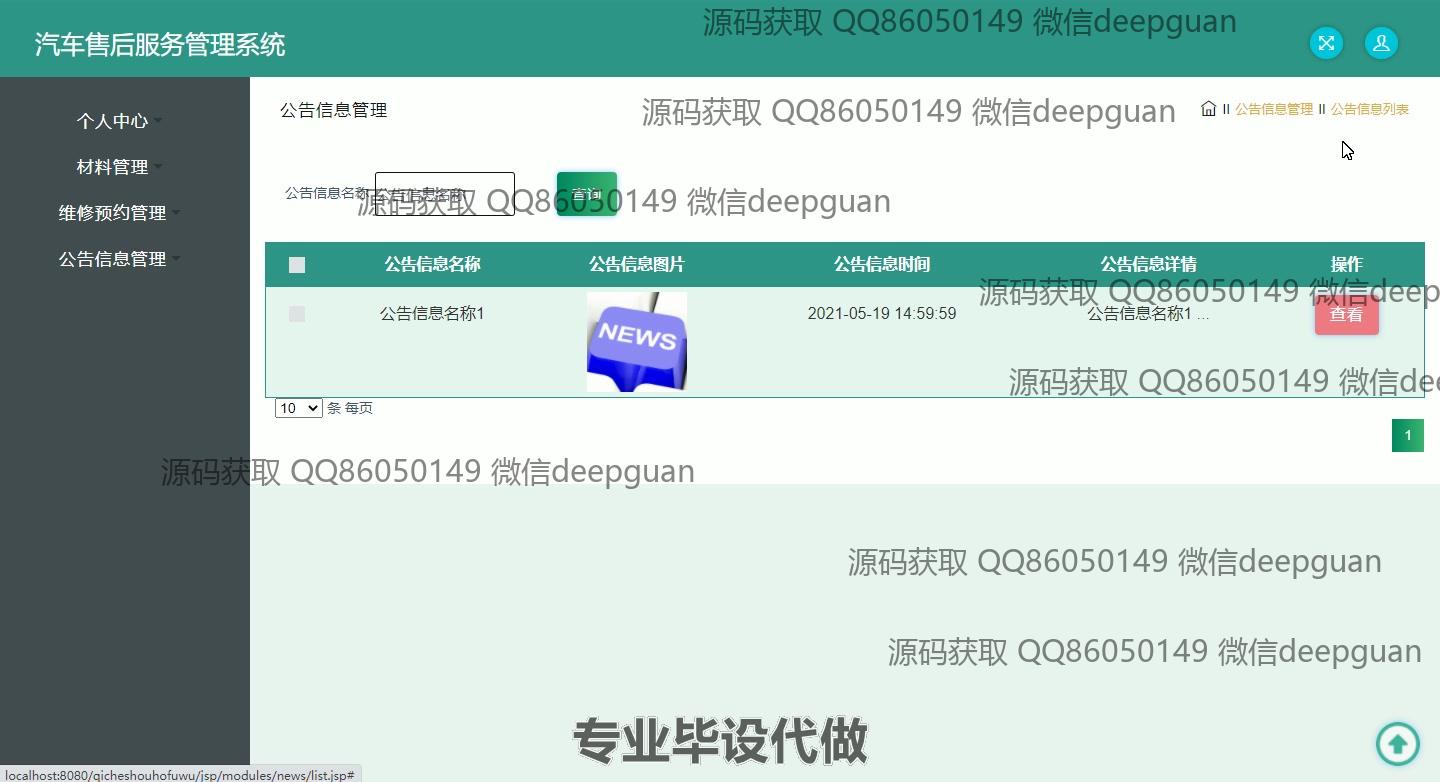 源码获取 QQ86050149 微信deepguan
汽车售后服务管理系统
公告信息管理
源码获取 QQ86050149 微信deepguan
公告信息管理 公告信息列表
个人中心
材料管理
维修预约管理
公告信息管理
公告信息名称 公告信息名称 查询
源码获取 QQ86050149 微信deepguan
公告信息名称 公告信息图片 公告信息时间 公告信息详情 操作
源码获取 QQ86050149 微信deep
公告信息名称1 NEWS 2021-05-19 14:59:59 公告信息名称1 ... 查看
源码获取 QQ86050149 微信dee
10 条 每页
1
源码获取 QQ86050149 微信deepguan
源码获取 QQ86050149 微信deepguan
源码获取 QQ86050149 微信deepguan
专业毕设代做
localhost:8080/qicheshouhofuwu/jsp/modules/news/list.jsp#